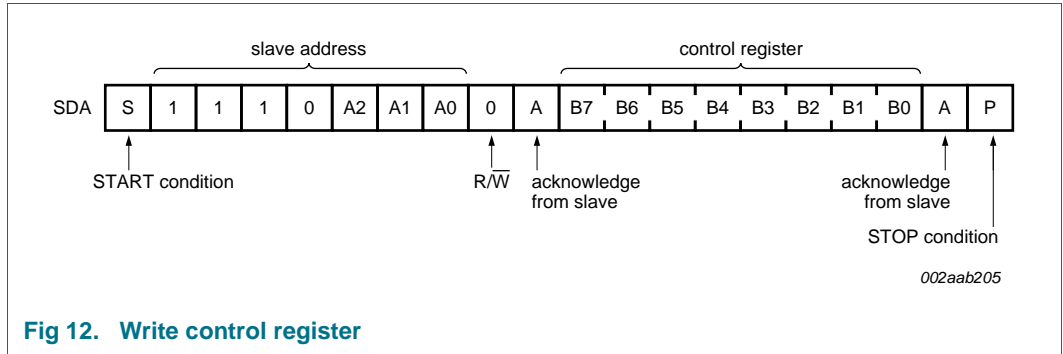 slave address control register
SDA S 1 1 1 0 A2 A1 A0 0 A B7 B6 B5 B4 B3 B2 B1 B0 A P
START condition R/W̅ acknowledge acknowledge
from slave from slave
STOP condition
002aab205
Fig 12. Write control register